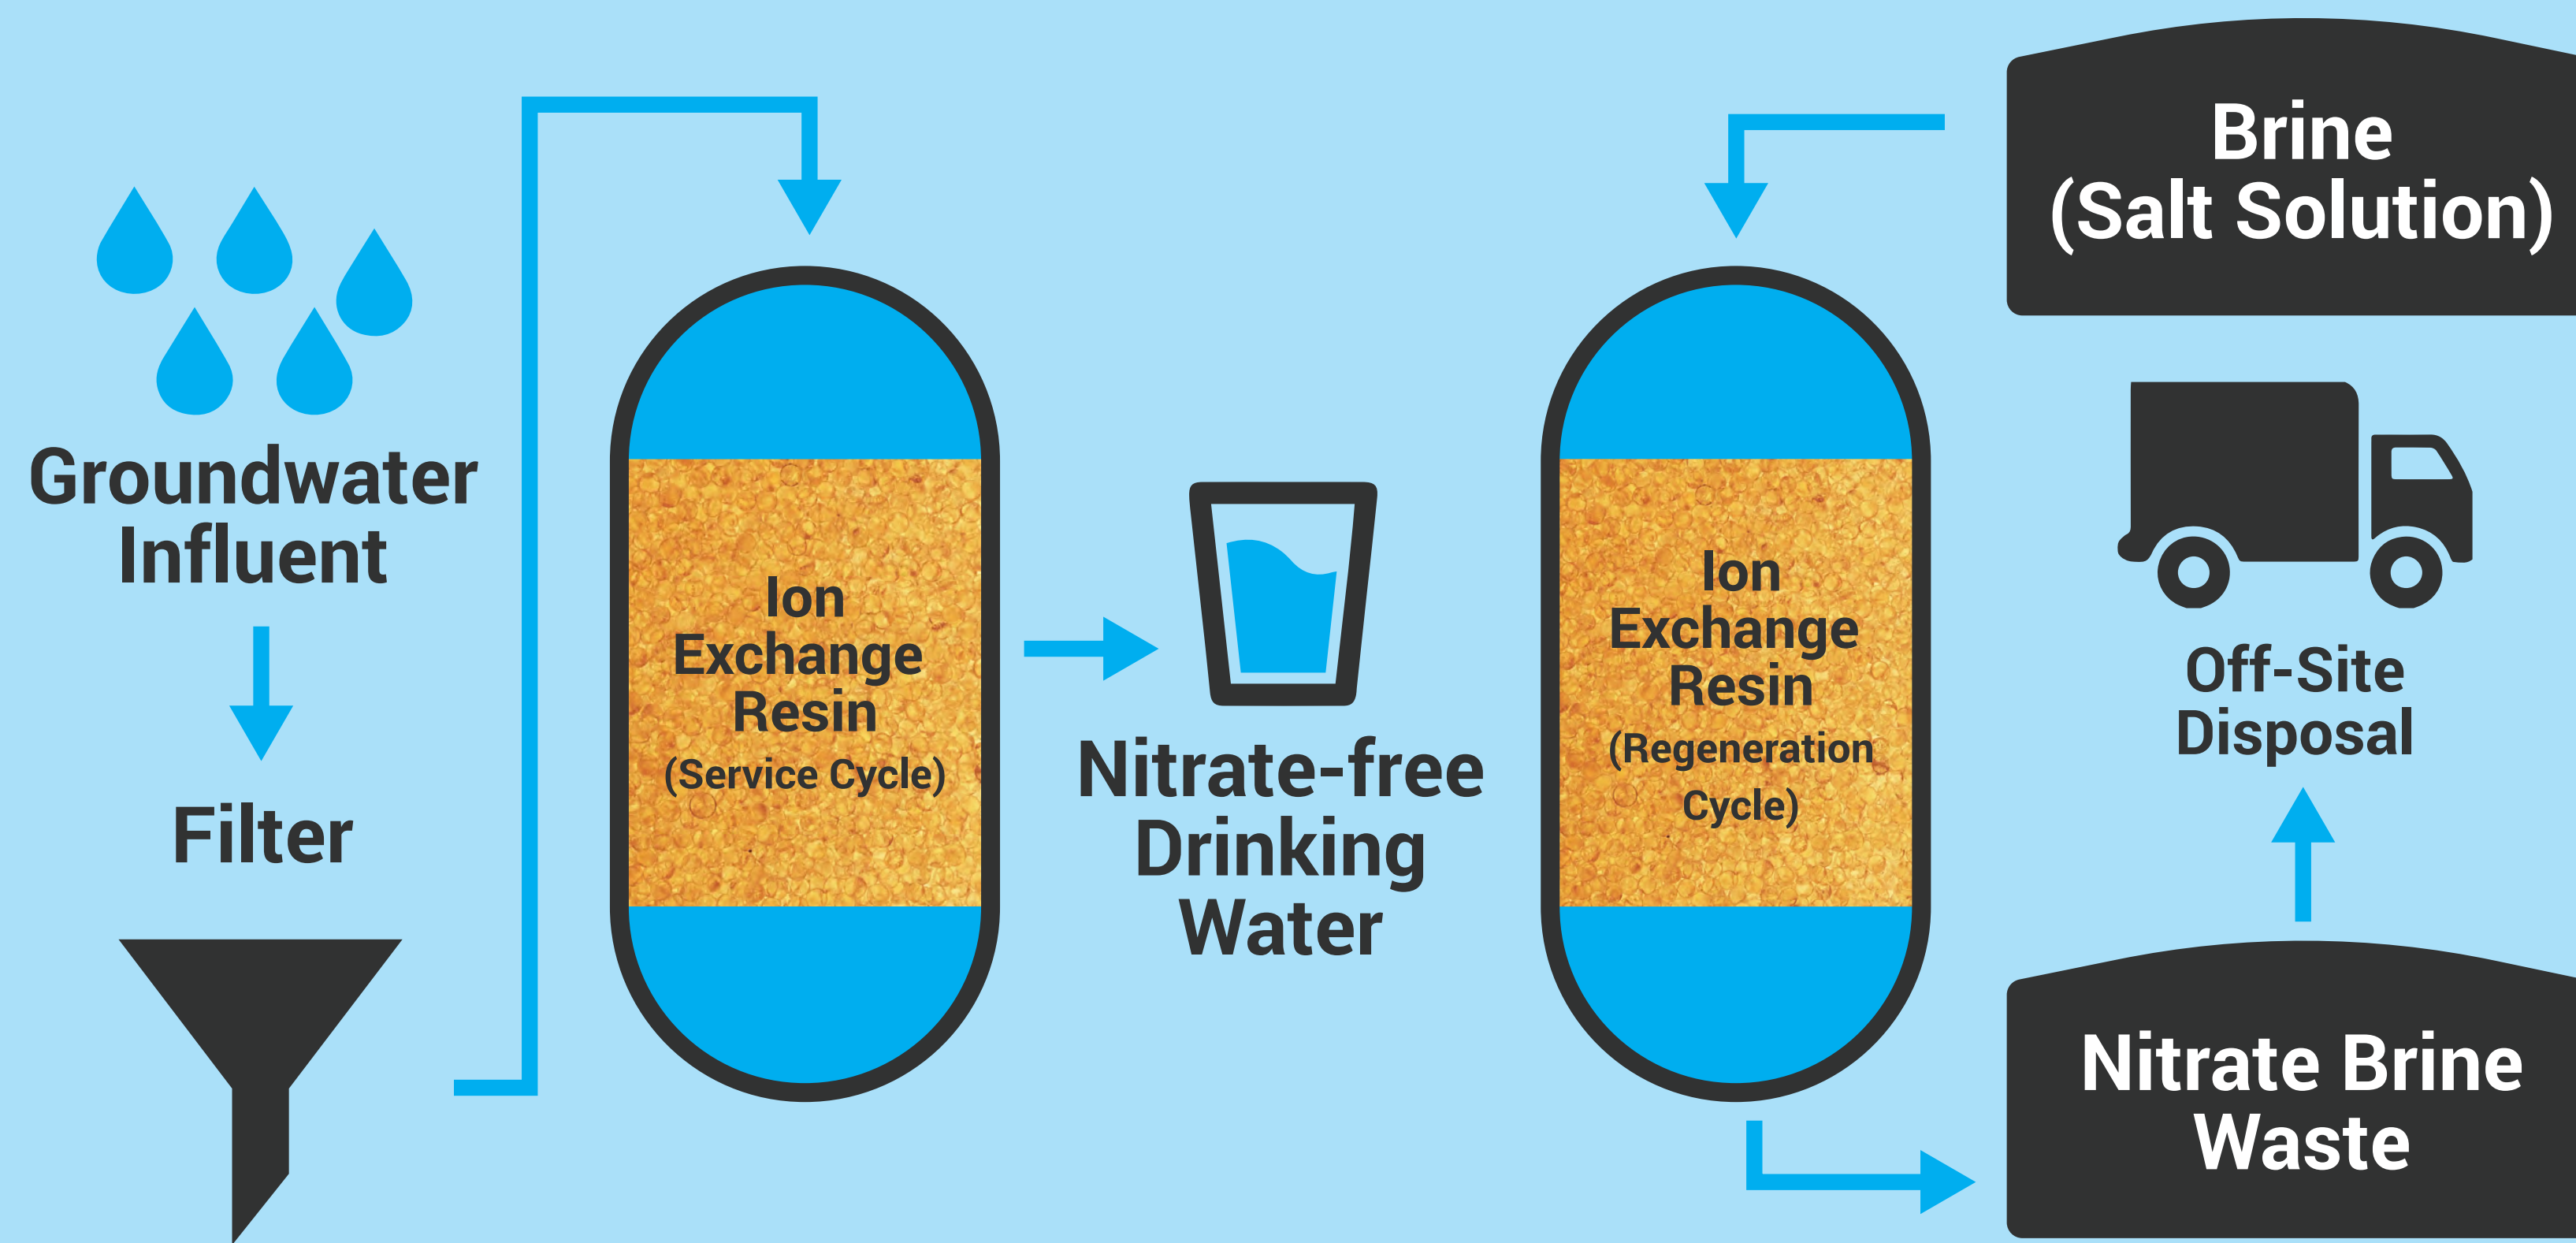 Groundwater
Influent
Filter
Ion
Exchange
Resin
(Service Cycle)
Nitrate-free
Drinking
Water
Ion
Exchange
Resin
(Regeneration
Cycle)
Brine
(Salt Solution)
Off-Site
Disposal
Nitrate Brine
Waste